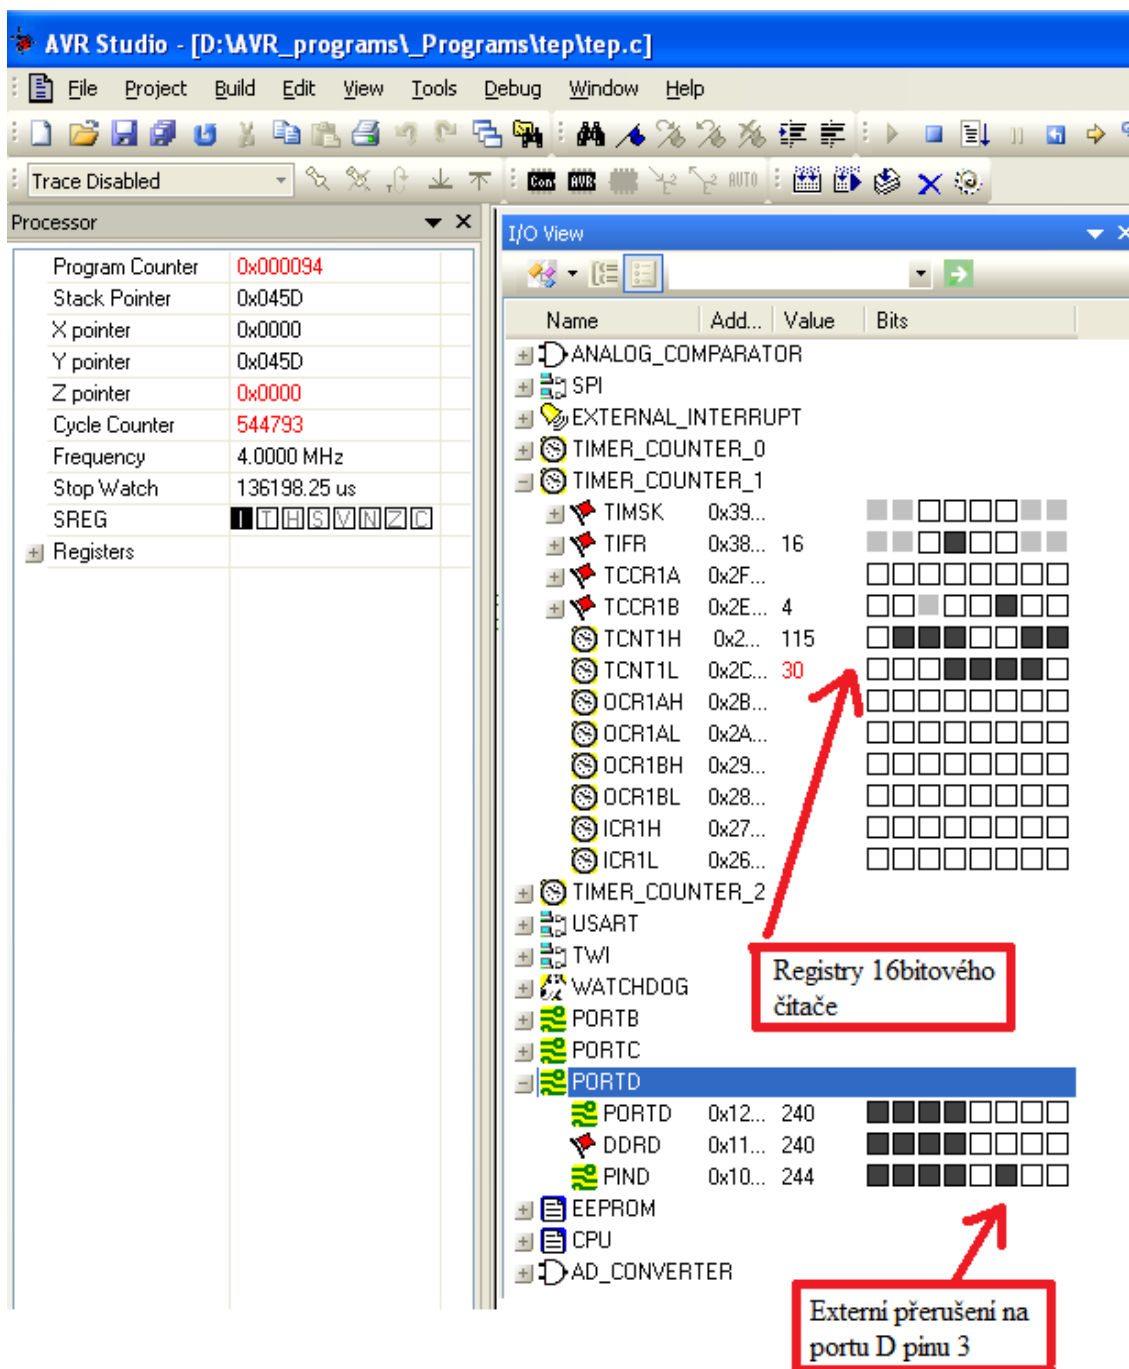 AVR Studio - [D:\AVR_programs\_Programs\tep\tep.c]
File Project Build Edit View Tools Debug Window Help
Trace Disabled
Con AVR AUTO
Processor
Program Counter 0x000094
Stack Pointer 0x045D
X pointer 0x0000
Y pointer 0x045D
Z pointer 0x0000
Cycle Counter 544793
Frequency 4.0000 MHz
Stop Watch 136198.25 us
SREG I T H S V N Z C
Registers
I/O View
Name Add... Value Bits
ANALOG_COMPARATOR
SPI
EXTERNAL_INTERRUPT
TIMER_COUNTER_0
TIMER_COUNTER_1
TIMSK 0x39...
TIFR 0x38... 16
TCCR1A 0x2F...
TCCR1B 0x2E... 4
TCNT1H 0x2... 115
TCNT1L 0x2C... 30
OCR1AH 0x2B...
OCR1AL 0x2A...
OCR1BH 0x29...
OCR1BL 0x28...
ICR1H 0x27...
ICR1L 0x26...
TIMER_COUNTER_2
USART
TWI
WATCHDOG
PORTB
PORTC
PORTD
PORTD 0x12... 240
DDRD 0x11... 240
PIND 0x10... 244
EEPROM
CPU
AD_CONVERTER
Registry 16bitového
čítače
Externí přerušení na
portu D pinu 3